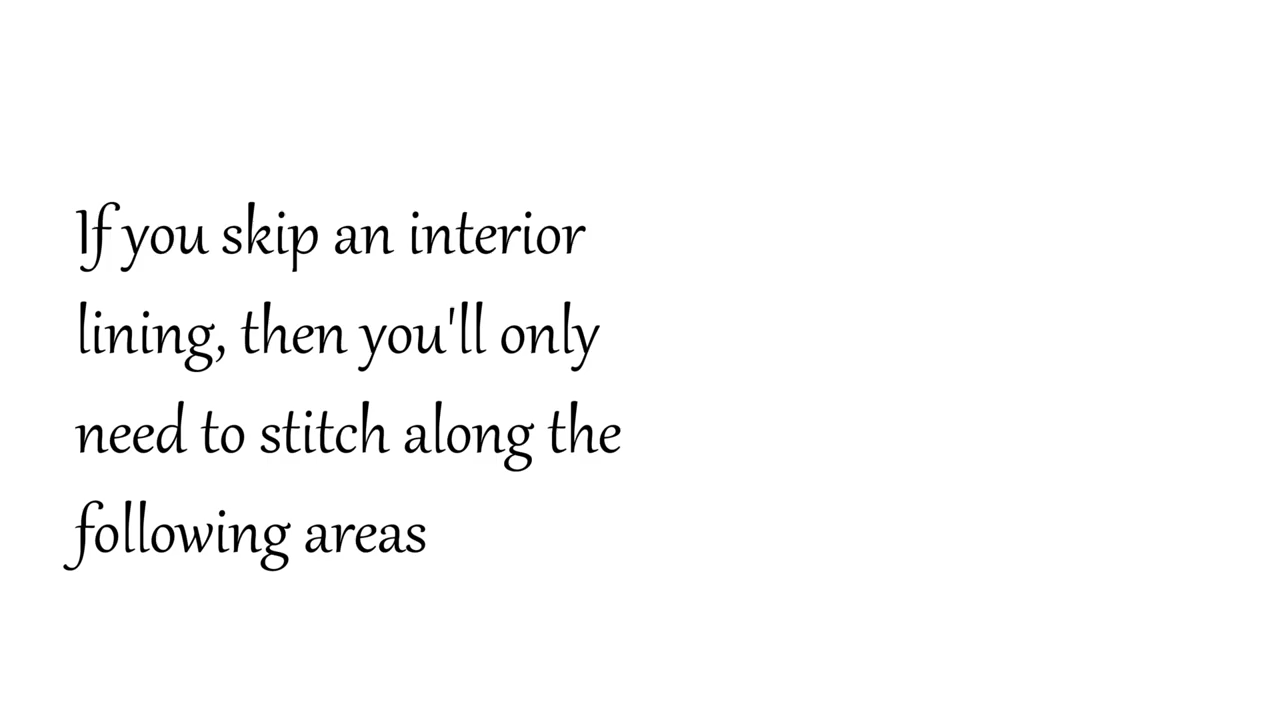 If you skip an interior
lining, then you'll only
need to stitch along the
following areas